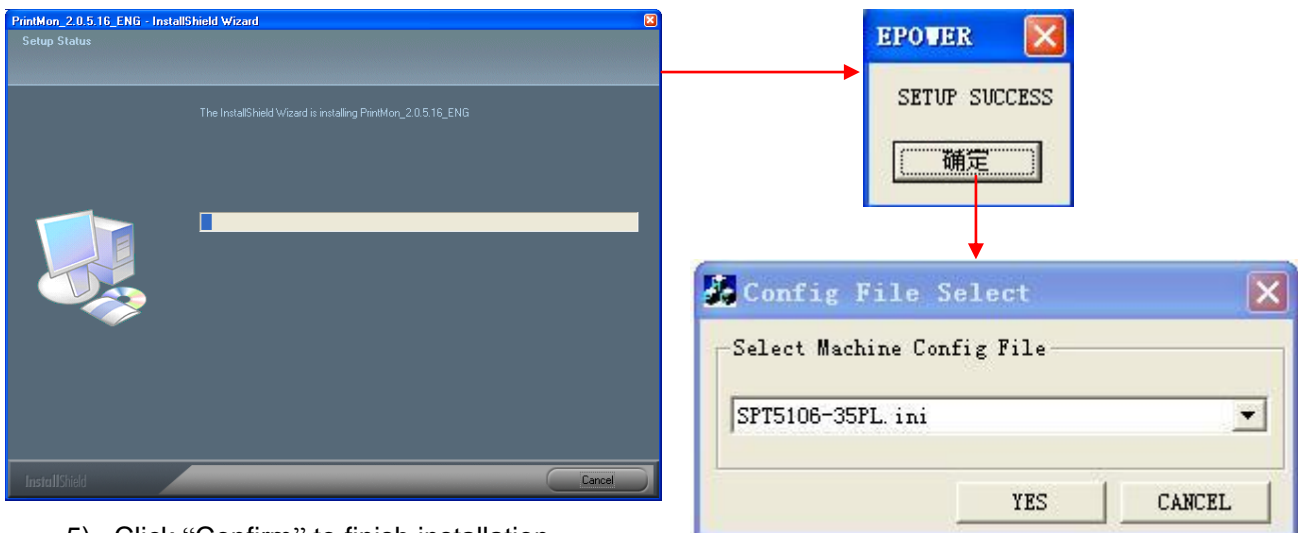 PrintMon_2.0.5.16_ENG - InstallShield Wizard
Setup Status
The InstallShield Wizard is installing PrintMon_2.0.5.16_ENG
InstallShield
Cancel
EPOWER
SETUP SUCCESS
确定
Config File Select
Select Machine Config File
SPT5106-35PL.ini
YES
CANCEL
5) Click “Confirm” to finish installation